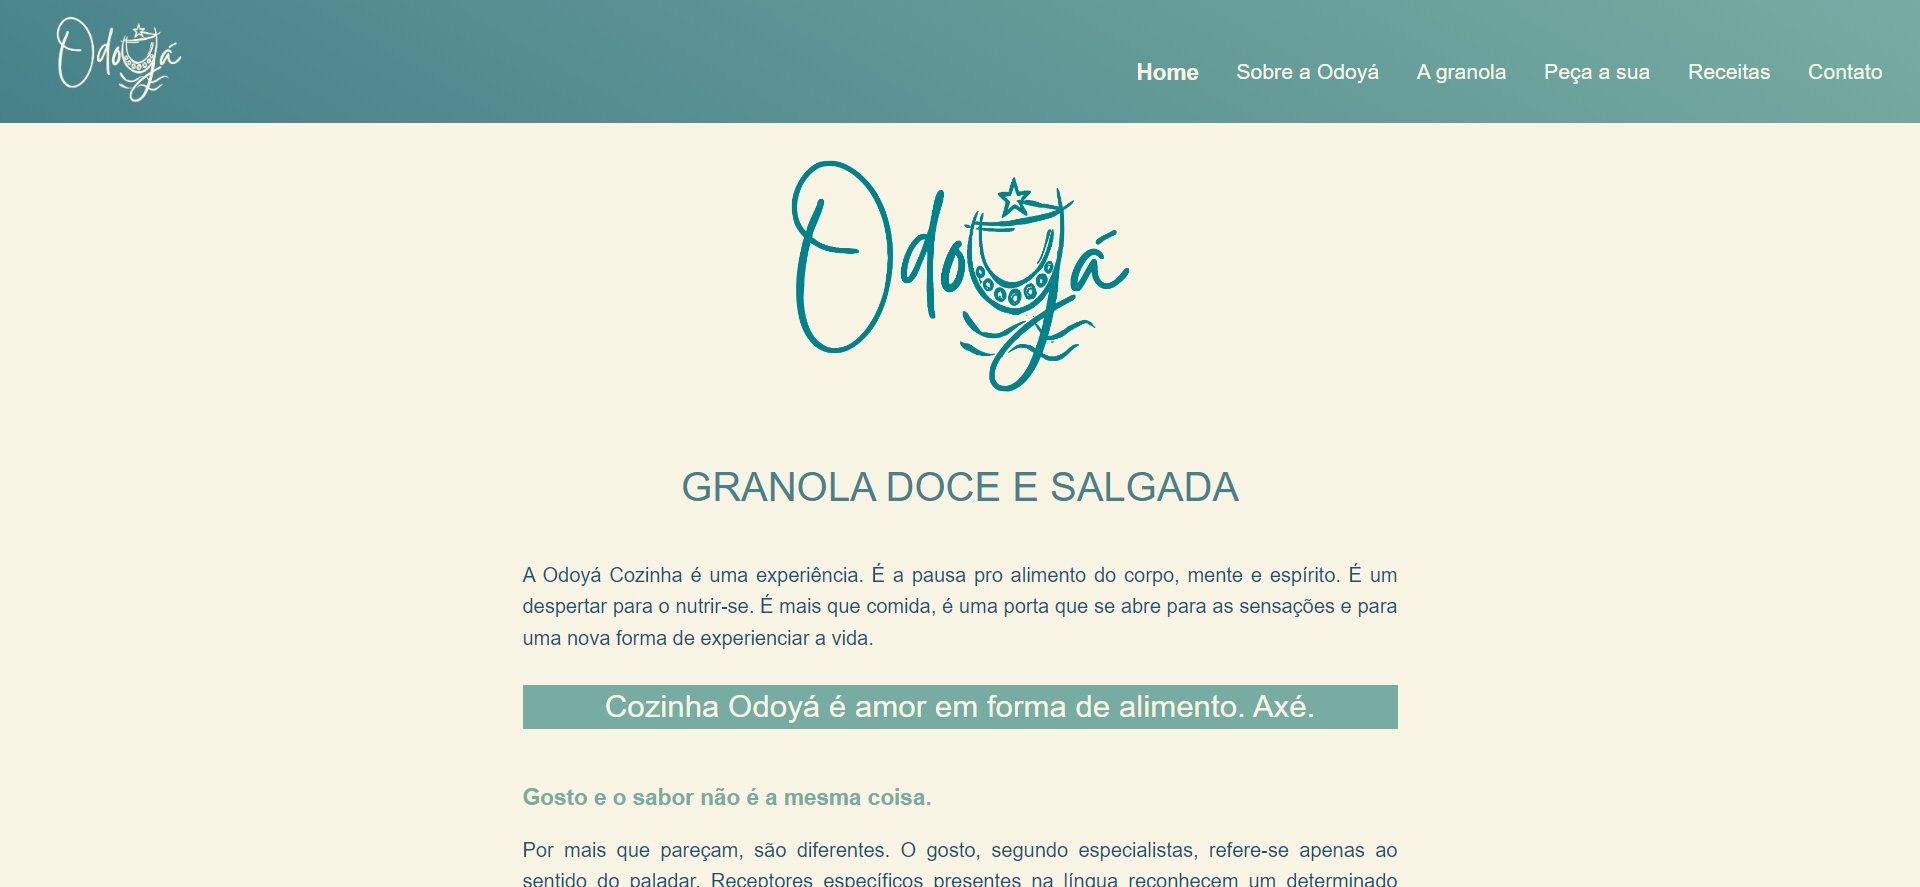 Odoyá
Home Sobre a Odoyá A granola Peça a sua Receitas Contato
Odoyá
GRANOLA DOCE E SALGADA
A Odoyá Cozinha é uma experiência. É a pausa pro alimento do corpo, mente e espírito. É um
despertar para o nutrir-se. É mais que comida, é uma porta que se abre para as sensações e para
uma nova forma de experienciar a vida.
Cozinha Odoyá é amor em forma de alimento. Axé.
Gosto e o sabor não é a mesma coisa.
Por mais que pareçam, são diferentes. O gosto, segundo especialistas, refere-se apenas ao
sentido do paladar. Receptores específicos presentes na língua reconhecem um determinado